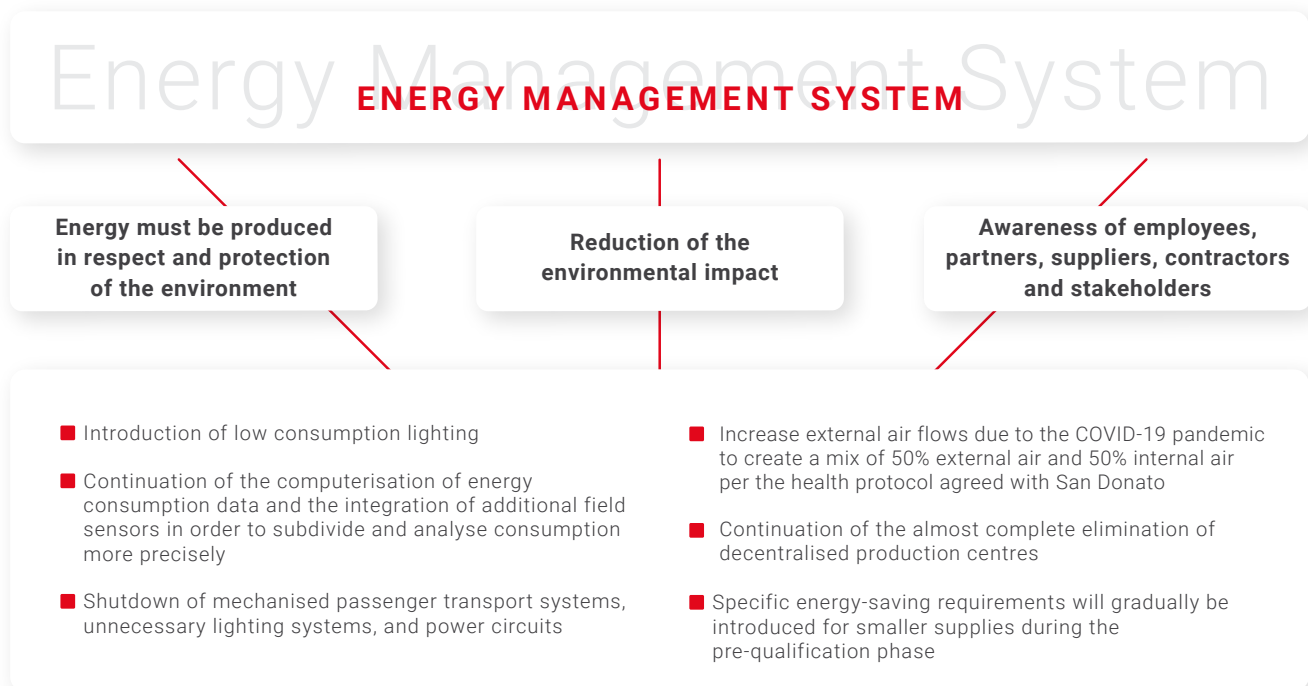 Energy Management System
ENERGY MANAGEMENT SYSTEM
Energy must be produced
in respect and protection
of the environment
Reduction of the
environmental impact
Awareness of employees,
partners, suppliers, contractors
and stakeholders
Introduction of low consumption lighting
Continuation of the computerisation of energy
consumption data and the integration of additional field
sensors in order to subdivide and analyse consumption
more precisely
Shutdown of mechanised passenger transport systems,
unnecessary lighting systems, and power circuits
Increase external air flows due to the COVID-19 pandemic
to create a mix of 50% external air and 50% internal air
per the health protocol agreed with San Donato
Continuation of the almost complete elimination of
decentralised production centres
Specific energy-saving requirements will gradually be
introduced for smaller supplies during the
pre-qualification phase